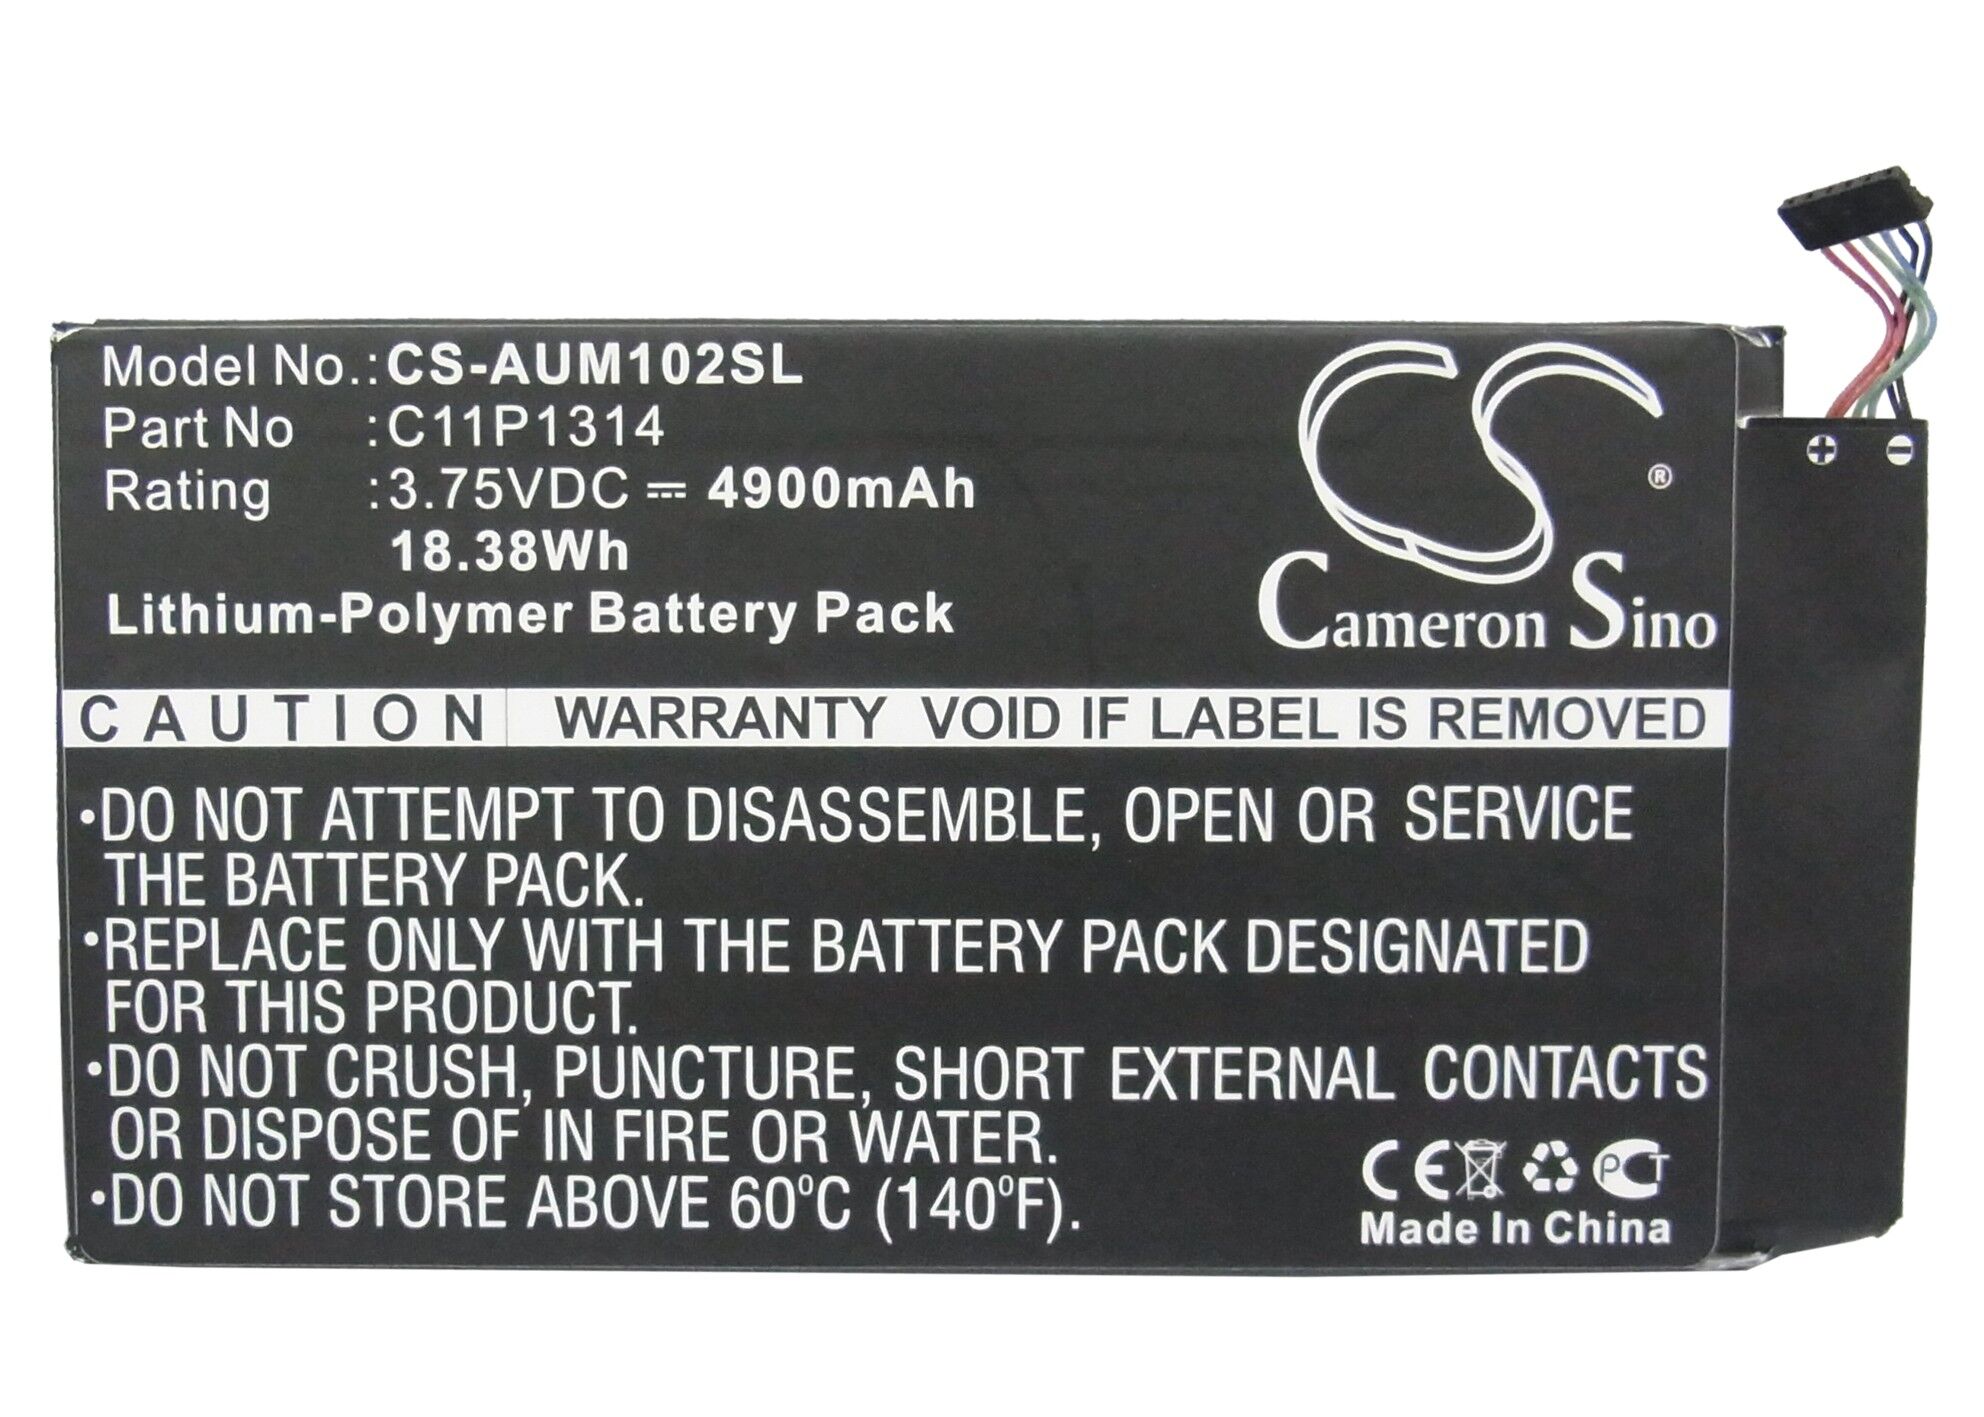 Model No.: CS-AUM102SL
Part No : C11P1314
Rating : 3.75VDC ⎓ 4900mAh
18.38Wh
Lithium-Polymer Battery Pack
CS
®
Cameron Sino
+ −
CAUTION WARRANTY VOID IF LABEL IS REMOVED
•DO NOT ATTEMPT TO DISASSEMBLE, OPEN OR SERVICE
THE BATTERY PACK.
•REPLACE ONLY WITH THE BATTERY PACK DESIGNATED
FOR THIS PRODUCT.
•DO NOT CRUSH, PUNCTURE, SHORT EXTERNAL CONTACTS
OR DISPOSE OF IN FIRE OR WATER.
•DO NOT STORE ABOVE 60°C (140°F).
CE PCT
Made In China